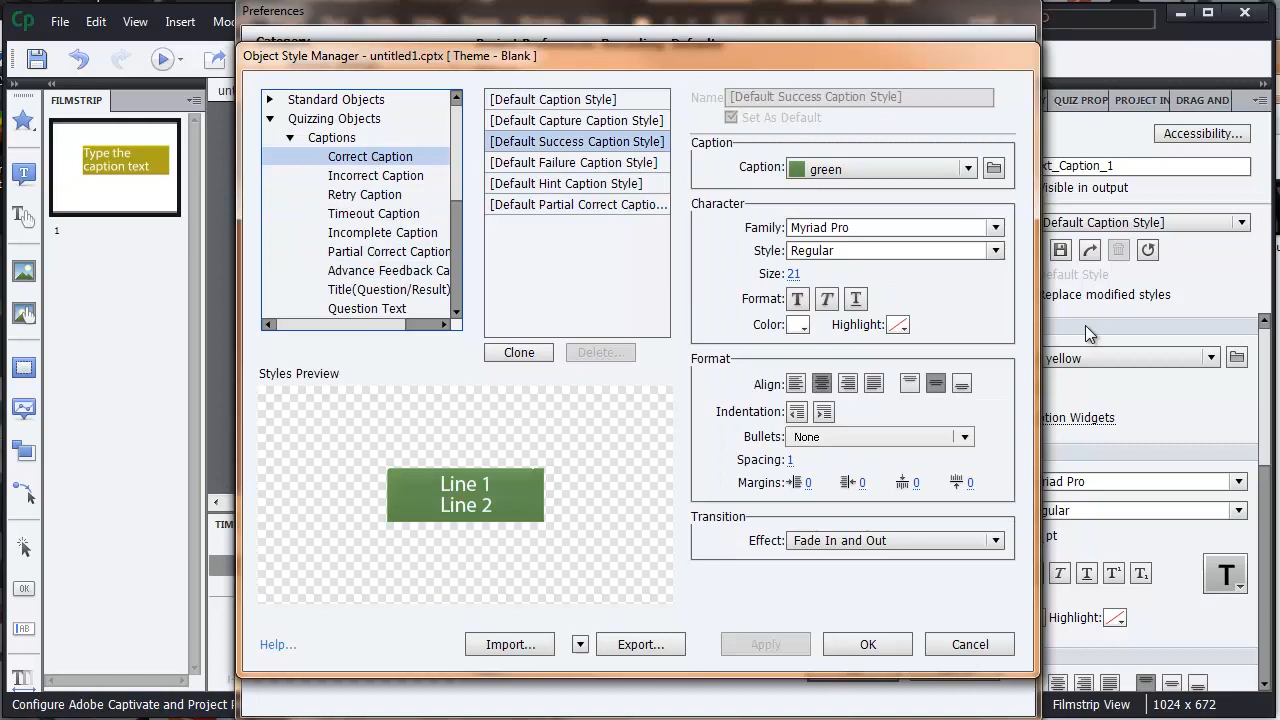 Preferences
Cp File Edit View Insert Mo
Object Style Manager - untitled1.cptx [ Theme - Blank ]
FILMSTRIP
Type the
caption text
1
Standard Objects
Quizzing Objects
Captions
Correct Caption
Incorrect Caption
Retry Caption
Timeout Caption
Incomplete Caption
Partial Correct Caption
Advance Feedback Ca
Title(Question/Result)
Question Text
[Default Caption Style]
[Default Capture Caption Style]
[Default Success Caption Style]
[Default Failure Caption Style]
[Default Hint Caption Style]
[Default Partial Correct Captio...
Clone
Delete...
Styles Preview
Line 1
Line 2
Name [Default Success Caption Style]
Set As Default
Caption
Caption: green
Character
Family: Myriad Pro
Style: Regular
Size: 21
Format: T T T
Color: Highlight:
Format
Align:
Indentation:
Bullets: None
Spacing: 1
Margins: 0 0 0 0
Transition
Effect: Fade In and Out
Help...
Import...
Export...
Apply
OK
Cancel
QUIZ PROP PROJECT IN DRAG AND
Accessibility...
xt_Caption_1
Visible in output
Default Caption Style]
efault Style
Replace modified styles
yellow
tion Widgets
riad Pro
gular
pt
T T T¹ T₁ T
Highlight:
OK
AB
TIM
Configure Adobe Captivate and Project P
Filmstrip View
1024 x 672